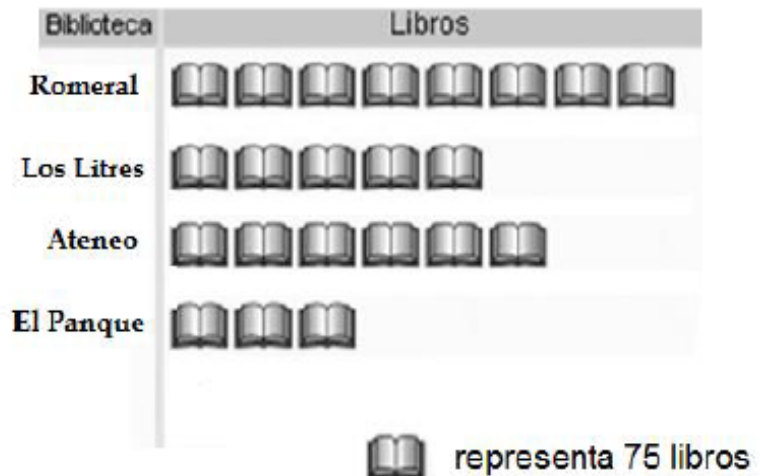 Biblioteca Libros
Romeral
Los Litres
Ateneo
El Panque
representa 75 libros